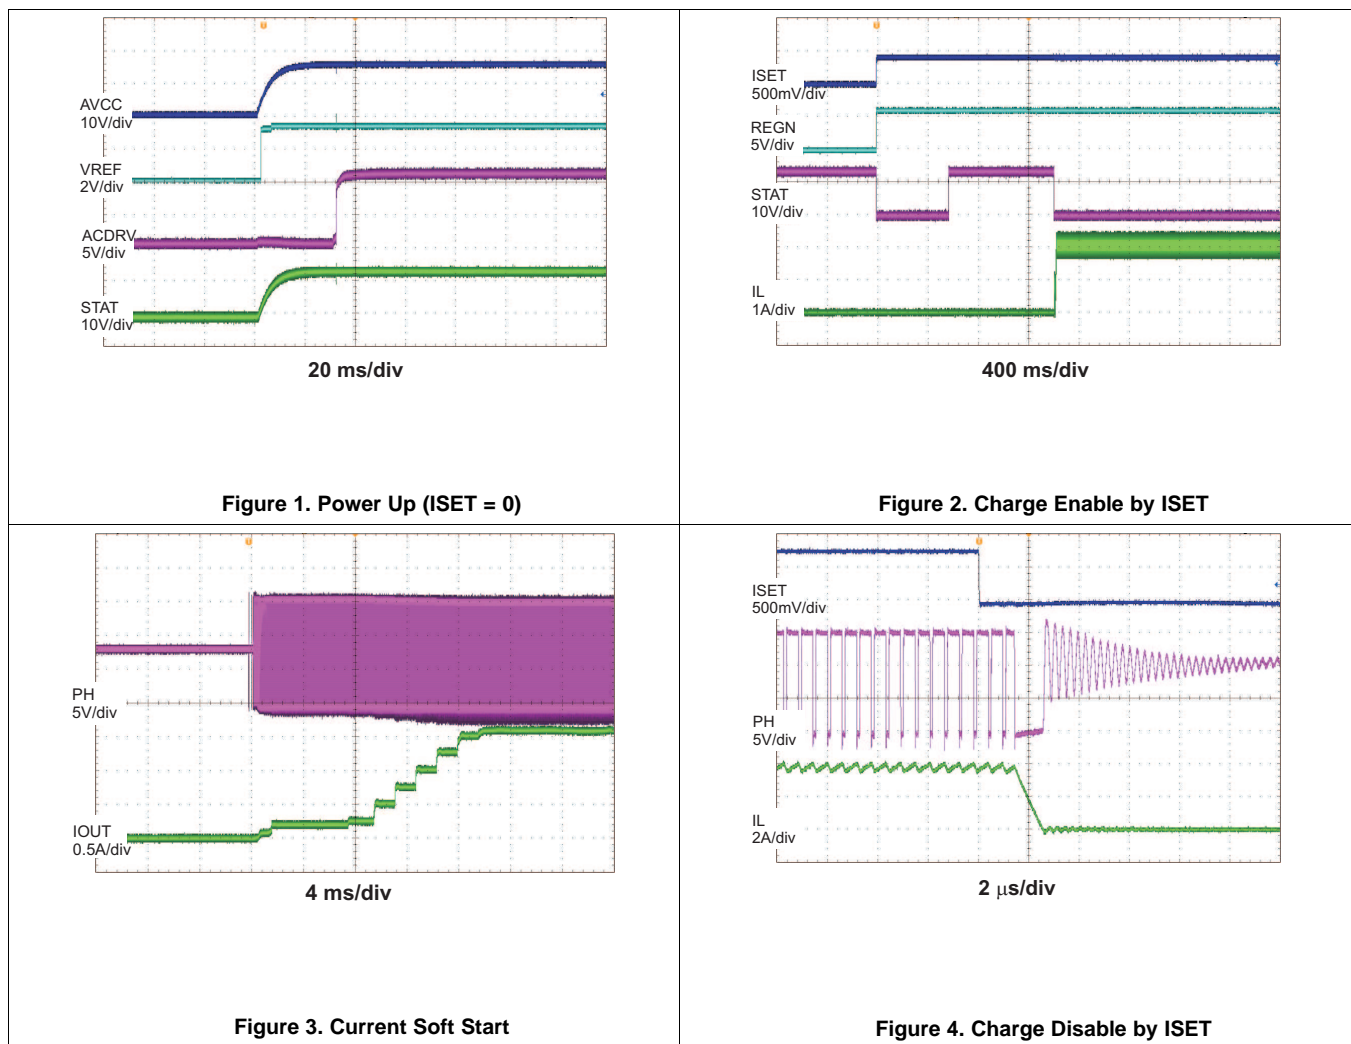 AVCC
10V/div
VREF
2V/div
ACDRV
5V/div
STAT
10V/div
20 ms/div
Figure 1. Power Up (ISET = 0)
ISET
500mV/div
REGN
5V/div
STAT
10V/div
IL
1A/div
400 ms/div
Figure 2. Charge Enable by ISET
PH
5V/div
IOUT
0.5A/div
4 ms/div
Figure 3. Current Soft Start
ISET
500mV/div
PH
5V/div
IL
2A/div
2 μs/div
Figure 4. Charge Disable by ISET